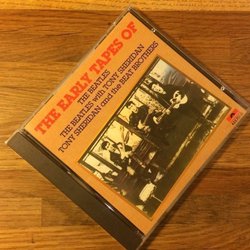 THE EARLY TAPES OF
THE BEATLES
THE BEATLES with TONY SHERIDAN
TONY SHERIDAN and the BEAT BROTHERS